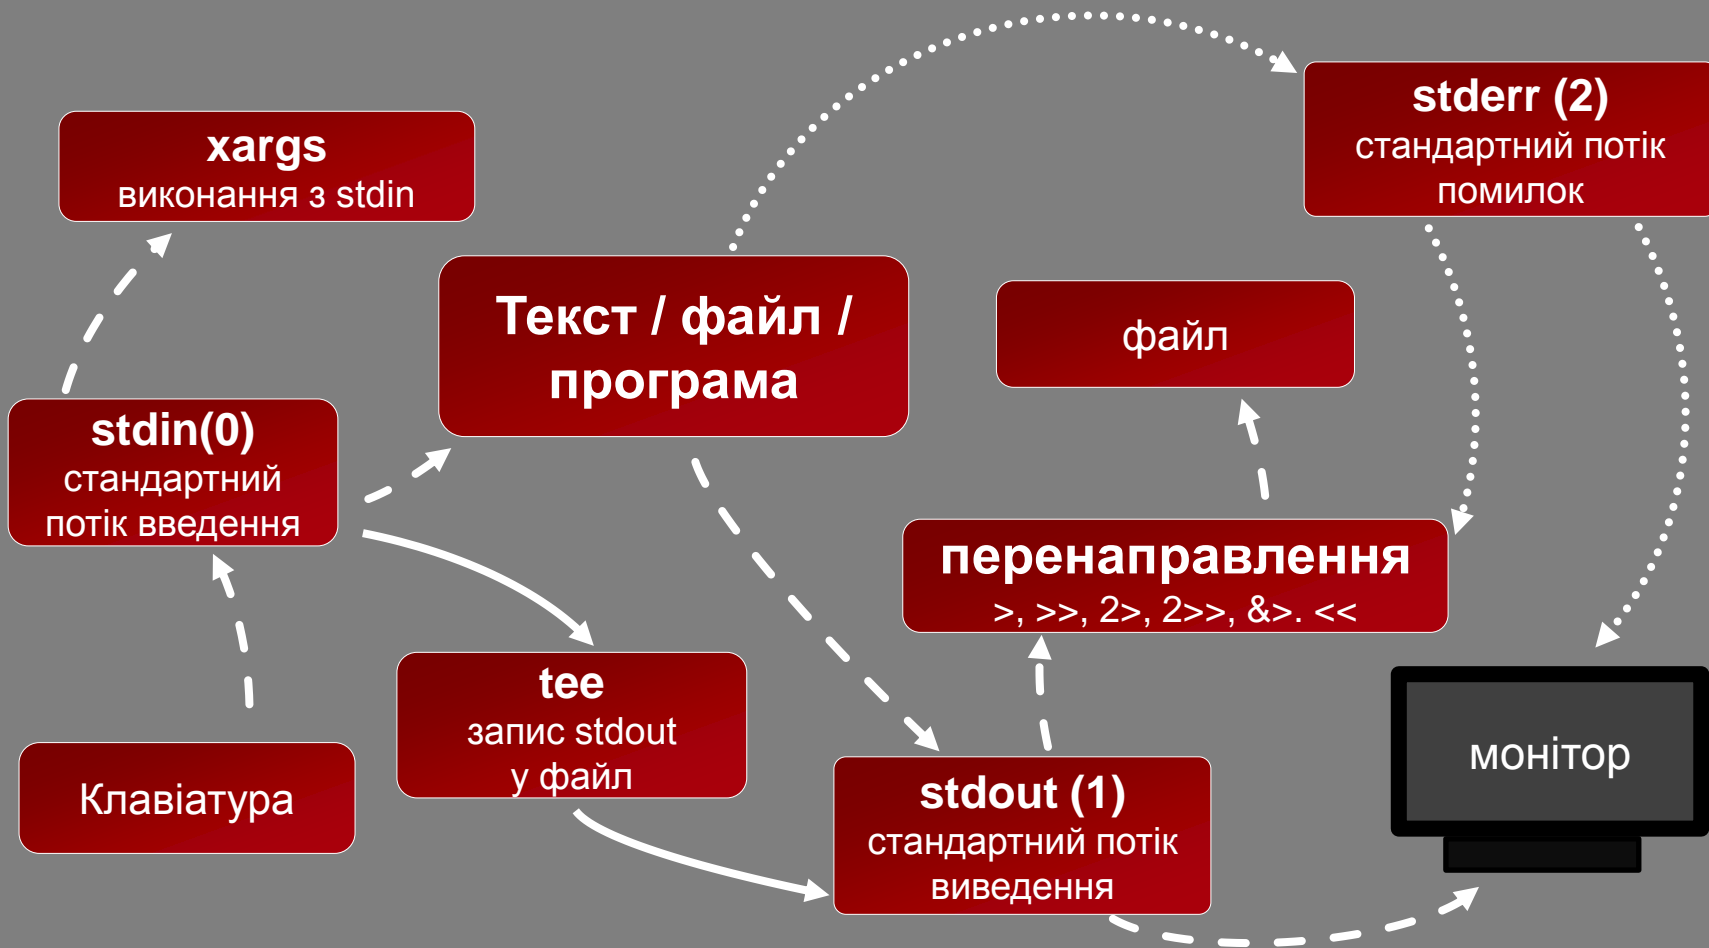 xargs
виконання з stdin
stderr (2)
стандартний потік
помилок
Текст / файл /
програма
файл
stdin(0)
стандартний
потік введення
перенаправлення
>, >>, 2>, 2>>, &>. <<
tee
запис stdout
у файл
Клавіатура
stdout (1)
стандартний потік
виведення
монітор